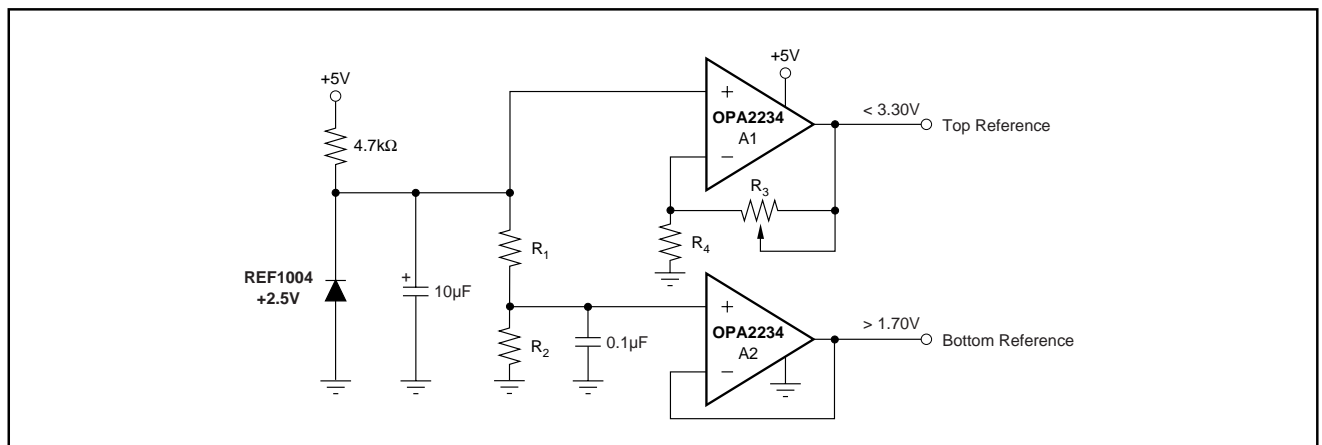 +5V
4.7kΩ
REF1004
+2.5V
+
10µF
R1
R2
0.1µF
+5V
+
OPA2234
A1
−
R3
R4
< 3.30V
Top Reference
+
OPA2234
A2
−
> 1.70V
Bottom Reference